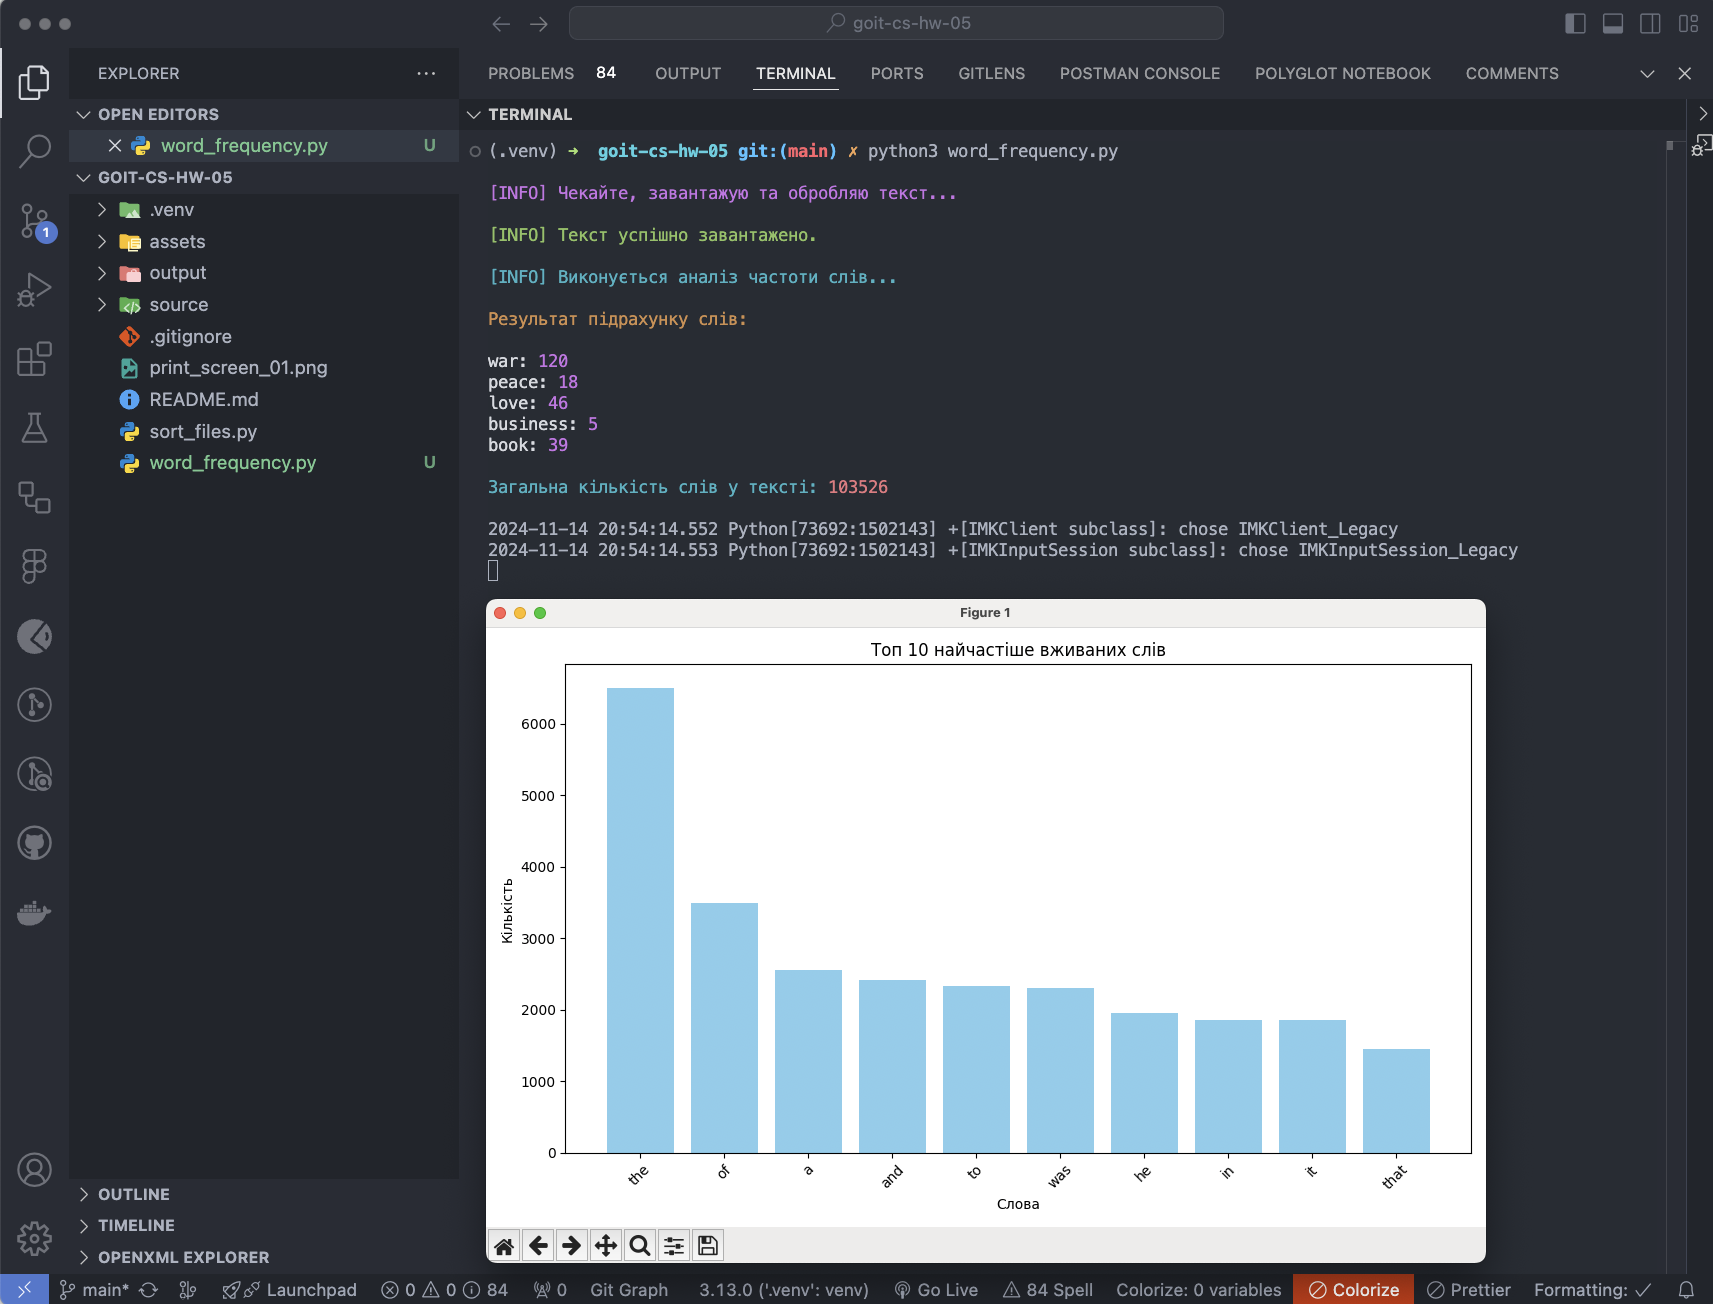 goit-cs-hw-05
EXPLORER
OPEN EDITORS
word_frequency.py U
GOIT-CS-HW-05
.venv
assets
output
source
.gitignore
print_screen_01.png
README.md
sort_files.py
word_frequency.py U
1
OUTLINE
TIMELINE
OPENXML EXPLORER
PROBLEMS 84 OUTPUT TERMINAL PORTS GITLENS POSTMAN CONSOLE POLYGLOT NOTEBOOK COMMENTS
TERMINAL
(.venv) ➜ goit-cs-hw-05 git:(main) ✗ python3 word_frequency.py
[INFO] Чекайте, завантажую та обробляю текст...
[INFO] Текст успішно завантажено.
[INFO] Виконується аналіз частоти слів...
Результат підрахунку слів:
war: 120
peace: 18
love: 46
business: 5
book: 39
Загальна кількість слів у тексті: 103526
2024-11-14 20:54:14.552 Python[73692:1502143] +[IMKClient subclass]: chose IMKClient_Legacy
2024-11-14 20:54:14.553 Python[73692:1502143] +[IMKInputSession subclass]: chose IMKInputSession_Legacy
Figure 1
Топ 10 найчастіше вживаних слів
6000
5000
4000
3000
2000
1000
0
Кількість
the of a and to was he in it that
Слова
main* 0 0 84 Launchpad 0 Git Graph 3.13.0 ('.venv': venv) Go Live 84 Spell Colorize: 0 variables Colorize Prettier Formatting: ✓